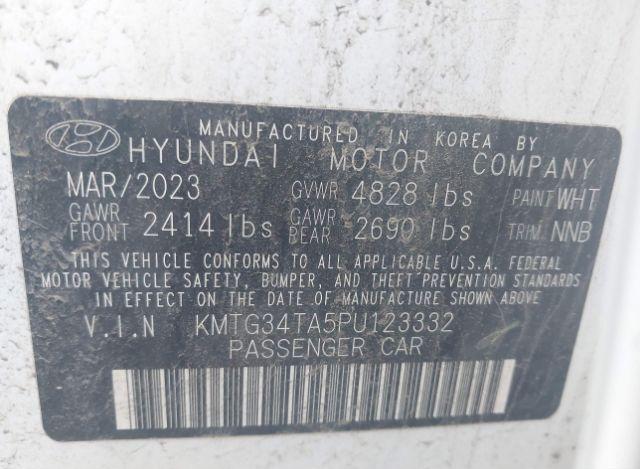 MANUFACTURED IN KOREA BY
HYUNDAI MOTOR COMPANY
MAR/2023 GVWR 4828 lbs PAINT WHT
GAWR FRONT 2414 lbs GAWR REAR 2690 lbs TRIM NNB
THIS VEHICLE CONFORMS TO ALL APPLICABLE U.S.A. FEDERAL
MOTOR VEHICLE SAFETY, BUMPER, AND THEFT PREVENTION STANDARDS
IN EFFECT ON THE DATE OF MANUFACTURE SHOWN ABOVE
V.I.N KMTG34TA5PU123332
PASSENGER CAR